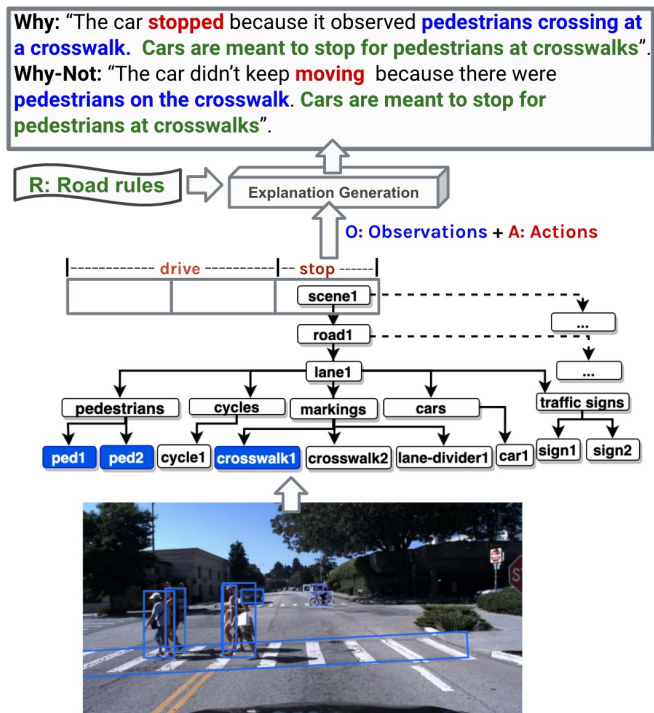 Why: “The car stopped because it observed pedestrians crossing at
a crosswalk. Cars are meant to stop for pedestrians at crosswalks”.
Why-Not: “The car didn’t keep moving because there were
pedestrians on the crosswalk. Cars are meant to stop for
pedestrians at crosswalks”.
R: Road rules
Explanation Generation
O: Observations + A: Actions
drive
stop
scene1
...
road1
...
lane1
pedestrians
cycles
markings
cars
traffic signs
ped1
ped2
cycle1
crosswalk1
crosswalk2
lane-divider1
car1
sign1
sign2